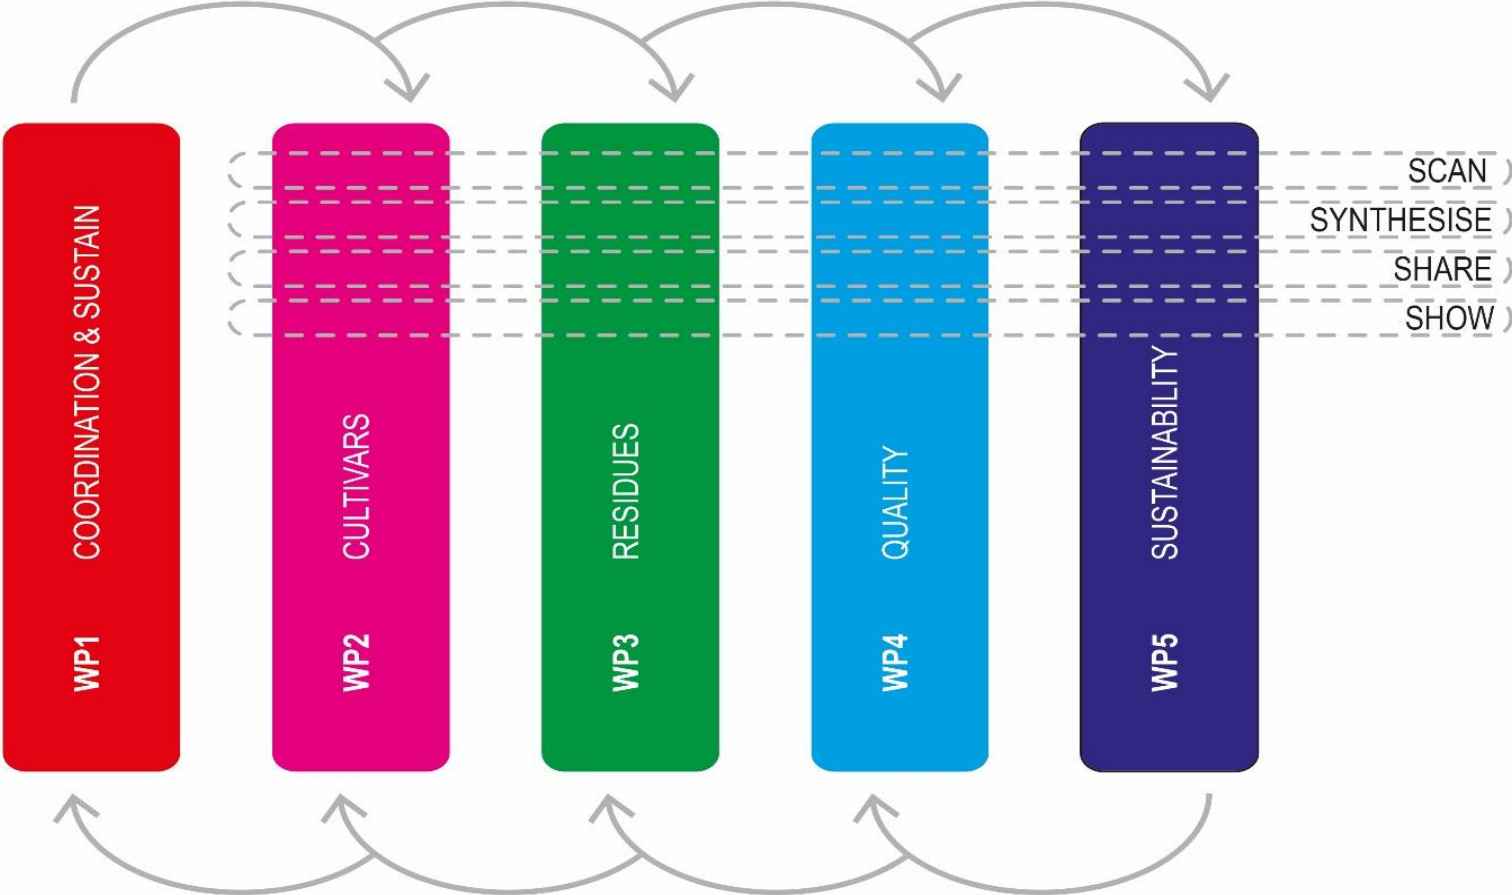 SCAN
SYNTHESISE
SHARE
SHOW
WP1 COORDINATION & SUSTAIN
WP2 CULTIVARS
WP3 RESIDUES
WP4 QUALITY
WP5 SUSTAINABILITY